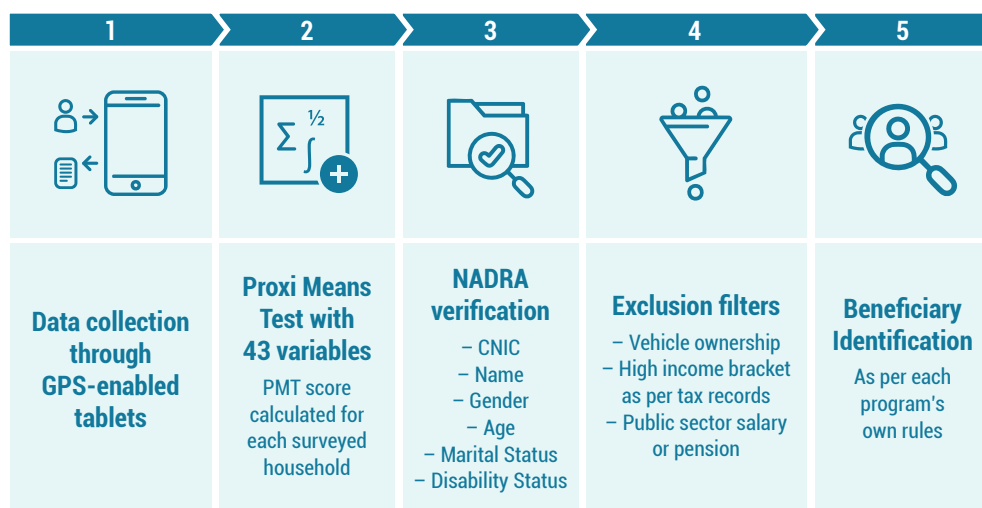 1
2
3
4
5
Σ ½ ∫
+
Data collection
through
GPS-enabled
tablets
Proxi Means
Test with
43 variables
PMT score
calculated for
each surveyed
household
NADRA
verification
– CNIC
– Name
– Gender
– Age
– Marital Status
– Disability Status
Exclusion filters
– Vehicle ownership
– High income bracket
as per tax records
– Public sector salary
or pension
Beneficiary
Identification
As per each
program's
own rules